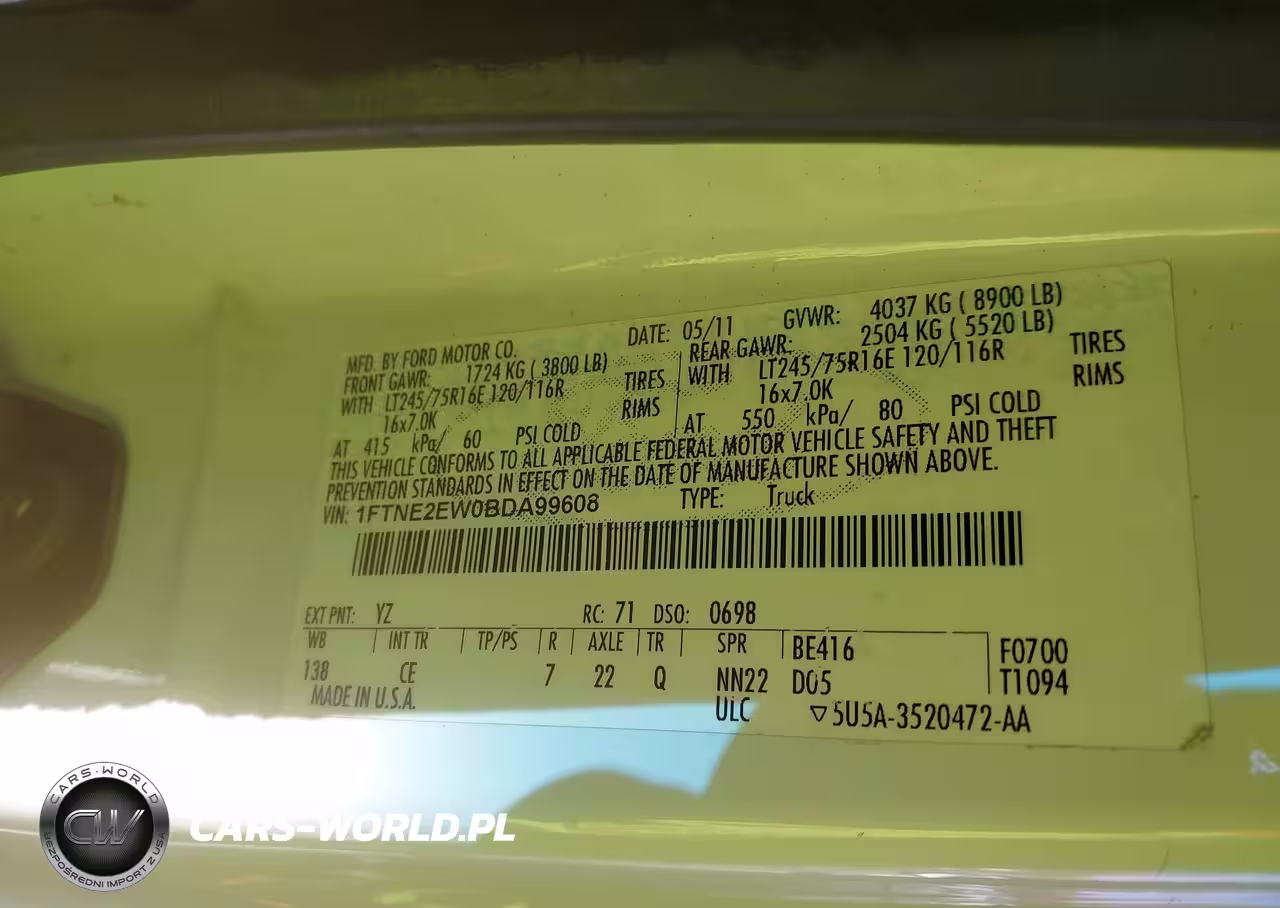 MFD. BY FORD MOTOR CO. DATE: 05/11 GVWR: 4037 KG ( 8900 LB)
FRONT GAWR: 1724 KG ( 3800 LB) REAR GAWR: 2504 KG ( 5520 LB)
WITH LT245/75R16E 120/116R TIRES WITH LT245/75R16E 120/116R TIRES
16x7.0K RIMS 16x7.0K RIMS
AT 415 kPa/ 60 PSI COLD AT 550 kPa/ 80 PSI COLD
THIS VEHICLE CONFORMS TO ALL APPLICABLE FEDERAL MOTOR VEHICLE SAFETY AND THEFT
PREVENTION STANDARDS IN EFFECT ON THE DATE OF MANUFACTURE SHOWN ABOVE.
VIN: 1FTNE2EW0BDA99608 TYPE: Truck
EXT PNT: YZ RC: 71 DSO: 0698
WB INT TR TP/PS R AXLE TR SPR BE416 F0700
138 CE 7 22 Q NN22 D05 T1094
MADE IN U.S.A. ULC ▽5U5A-3520472-AA
CARS-WORLD
CW
BEZPOŚREDNI IMPORT Z USA
CARS-WORLD.PL